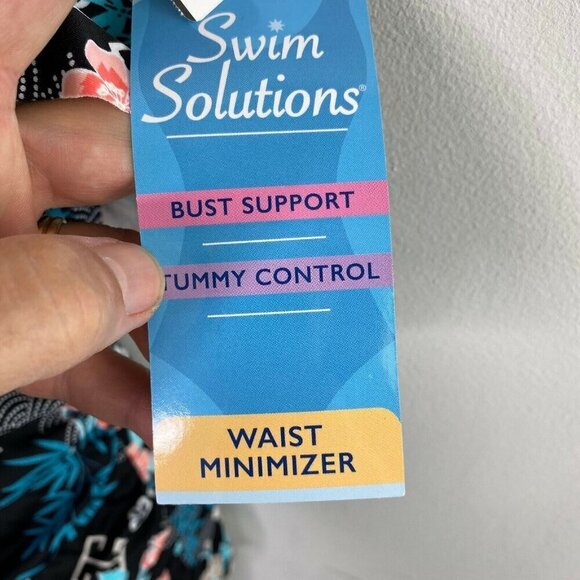 Swim
Solutions®
BUST SUPPORT
TUMMY CONTROL
WAIST
MINIMIZER